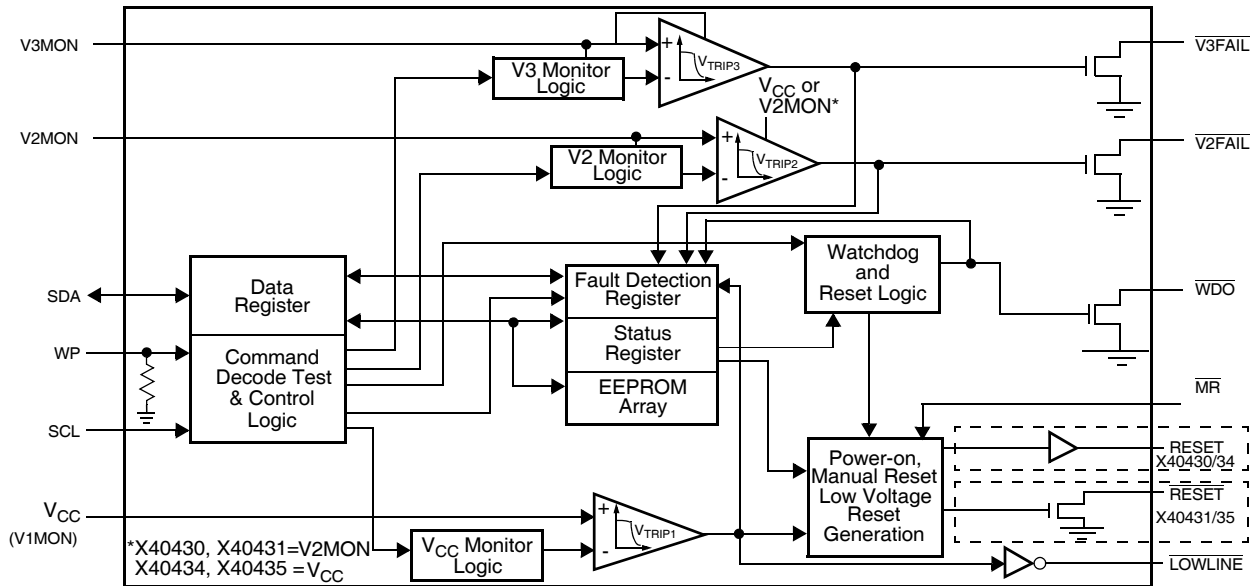 V3MON
V3 Monitor
Logic
+
-
VTRIP3
V3FAIL
VCC or
V2MON*
V2MON
V2 Monitor
Logic
+
-
VTRIP2
V2FAIL
SDA
WP
SCL
Data
Register
Command
Decode Test
& Control
Logic
Fault Detection
Register
Status
Register
EEPROM
Array
Watchdog
and
Reset Logic
WDO
MR
Power-on,
Manual Reset
Low Voltage
Reset
Generation
RESET
X40430/34
RESET
X40431/35
LOWLINE
VCC
(V1MON)
VCC Monitor
Logic
+
-
VTRIP1
*X40430, X40431=V2MON
X40434, X40435 =VCC